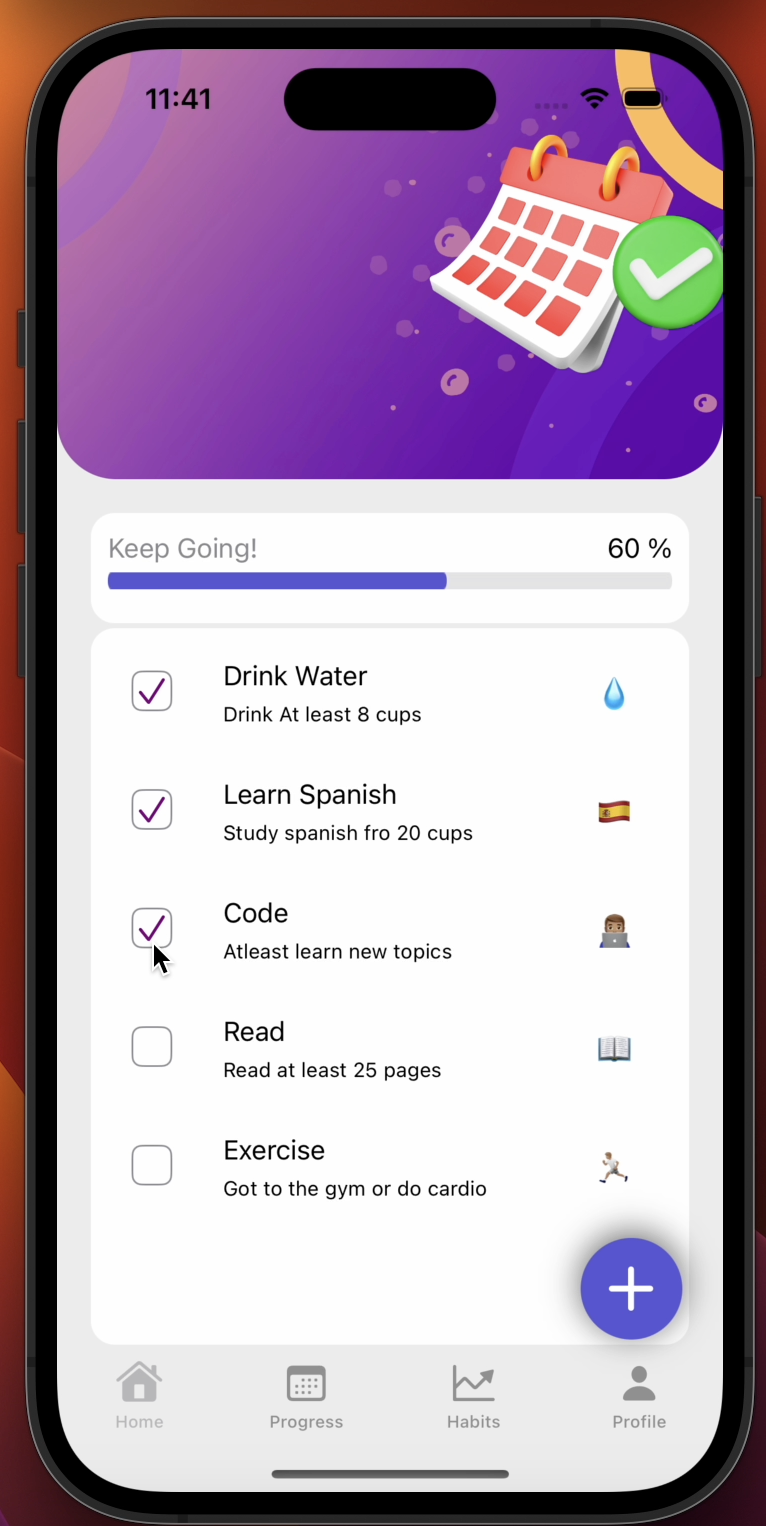 11:41
Keep Going!
60 %
Drink Water
Drink At least 8 cups
Learn Spanish
Study spanish fro 20 cups
Code
Atleast learn new topics
Read
Read at least 25 pages
Exercise
Got to the gym or do cardio
Home
Progress
Habits
Profile